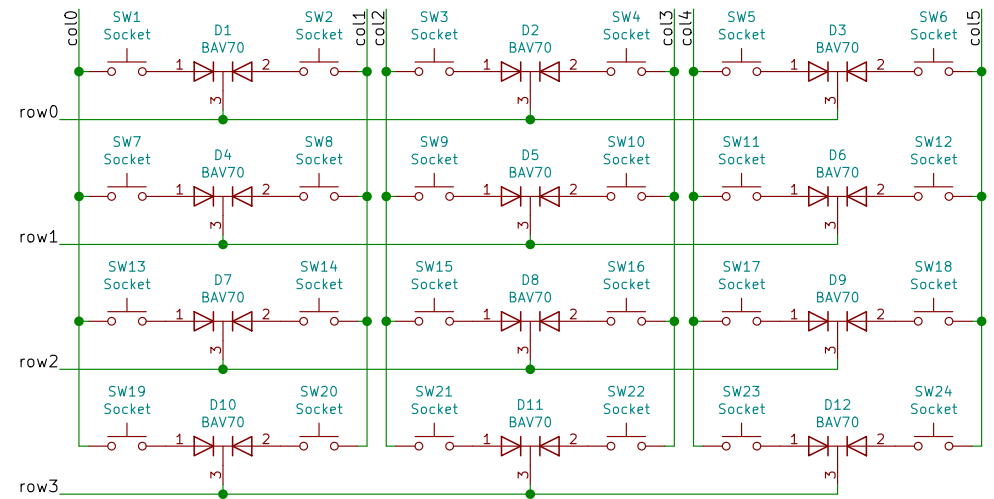 col0 SW1 SW2 col1 col2 SW3 SW4 col3 col4 SW5 SW6 col5
Socket D1 Socket Socket D2 Socket Socket D3 Socket
BAV70 BAV70 BAV70
1 2 1 2 1 2
3 3 3
row0
SW7 SW8 SW9 SW10 SW11 SW12
Socket D4 Socket Socket D5 Socket Socket D6 Socket
BAV70 BAV70 BAV70
1 2 1 2 1 2
3 3 3
row1
SW13 SW14 SW15 SW16 SW17 SW18
Socket D7 Socket Socket D8 Socket Socket D9 Socket
BAV70 BAV70 BAV70
1 2 1 2 1 2
3 3 3
row2
SW19 SW20 SW21 SW22 SW23 SW24
Socket D10 Socket Socket D11 Socket Socket D12 Socket
BAV70 BAV70 BAV70
1 2 1 2 1 2
3 3 3
row3